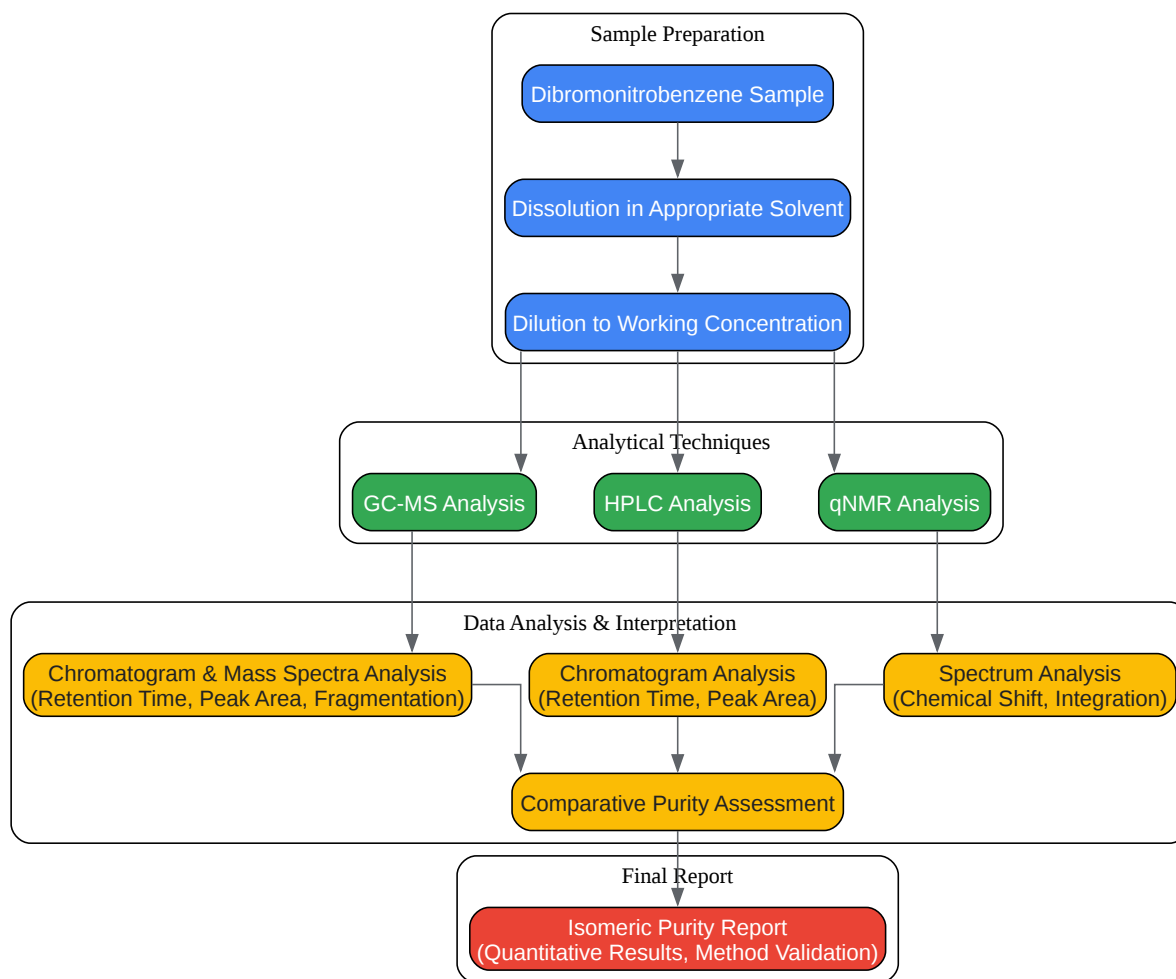 Sample Preparation
Dibromonitrobenzene Sample
Dissolution in Appropriate Solvent
Dilution to Working Concentration
Analytical Techniques
GC-MS Analysis
HPLC Analysis
qNMR Analysis
Data Analysis & Interpretation
Chromatogram & Mass Spectra Analysis
(Retention Time, Peak Area, Fragmentation)
Chromatogram Analysis
(Retention Time, Peak Area)
Spectrum Analysis
(Chemical Shift, Integration)
Comparative Purity Assessment
Final Report
Isomeric Purity Report
(Quantitative Results, Method Validation)